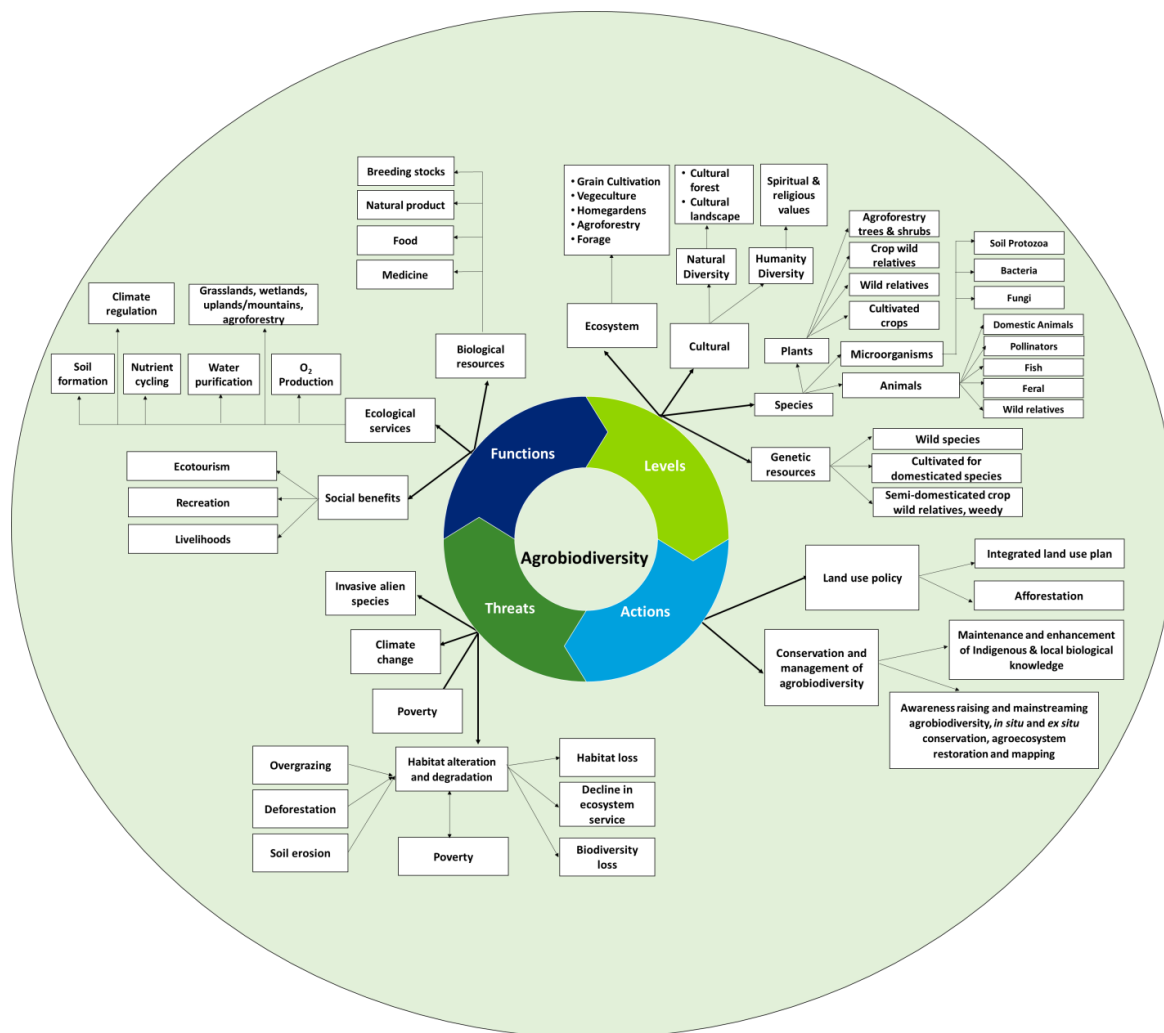 Breeding stocks
Natural product
Food
Medicine
Biological
resources
Climate
regulation
Grasslands, wetlands,
uplands/mountains,
agroforestry
Soil
formation
Nutrient
cycling
Water
purification
O₂
Production
Ecological
services
Ecotourism
Recreation
Livelihoods
Social benefits
• Grain Cultivation
• Vegeculture
• Homegardens
• Agroforestry
• Forage
Ecosystem
• Cultural
forest
• Cultural
landscape
Spiritual &
religious
values
Natural
Diversity
Humanity
Diversity
Cultural
Agroforestry
trees & shrubs
Crop wild
relatives
Wild relatives
Cultivated
crops
Plants
Microorganisms
Animals
Species
Soil Protozoa
Bacteria
Fungi
Domestic Animals
Pollinators
Fish
Feral
Wild relatives
Genetic
resources
Wild species
Cultivated for
domesticated species
Semi-domesticated crop
wild relatives, weedy
Functions
Levels
Agrobiodiversity
Threats
Actions
Land use policy
Integrated land use plan
Afforestation
Conservation and
management of
agrobiodiversity
Maintenance and enhancement
of Indigenous & local biological
knowledge
Awareness raising and mainstreaming
agrobiodiversity, in situ and ex situ
conservation, agroecosystem
restoration and mapping
Invasive alien
species
Climate
change
Poverty
Overgrazing
Deforestation
Soil erosion
Habitat alteration
and degradation
Poverty
Habitat loss
Decline in
ecosystem
service
Biodiversity
loss